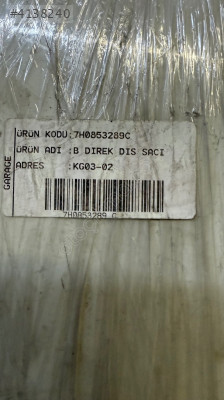 #4138240
GARAGE
ÜRÜN KODU:7H0853289C
ÜRÜN ADI :B DIREK DIS SACI
ADRES :KG03-02
7H0853289 C